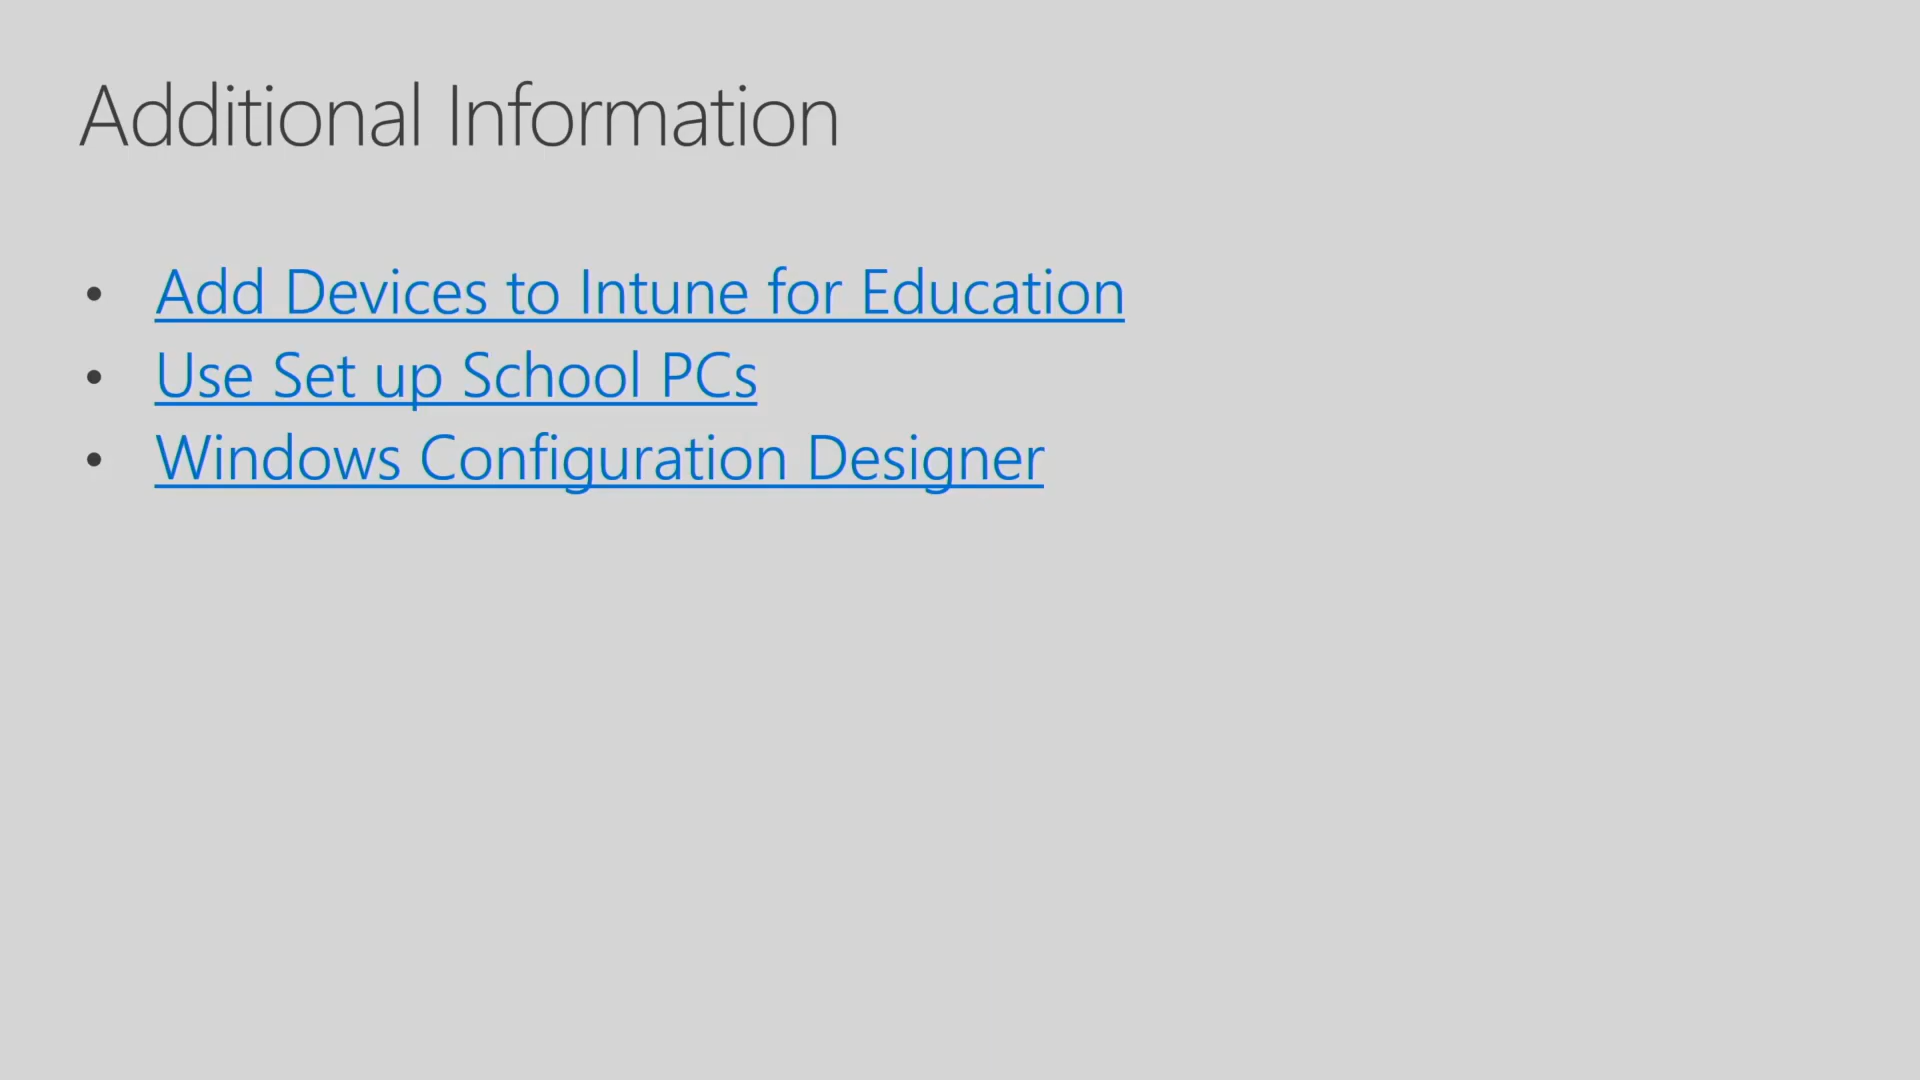 Additional Information
• Add Devices to Intune for Education
• Use Set up School PCs
• Windows Configuration Designer